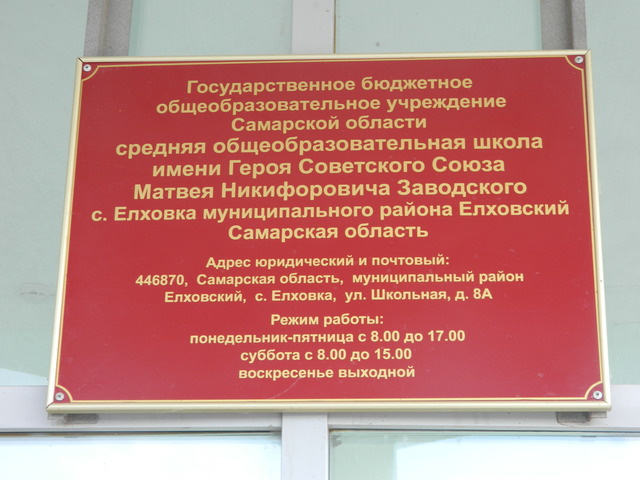 Государственное бюджетное
общеобразовательное учреждение
Самарской области
средняя общеобразовательная школа
имени Героя Советского Союза
Матвея Никифоровича Заводского
с. Елховка муниципального района Елховский
Самарская область
Адрес юридический и почтовый:
446870, Самарская область, муниципальный район
Елховский, с. Елховка, ул. Школьная, д. 8А
Режим работы:
понедельник-пятница с 8.00 до 17.00
суббота с 8.00 до 15.00
воскресенье выходной